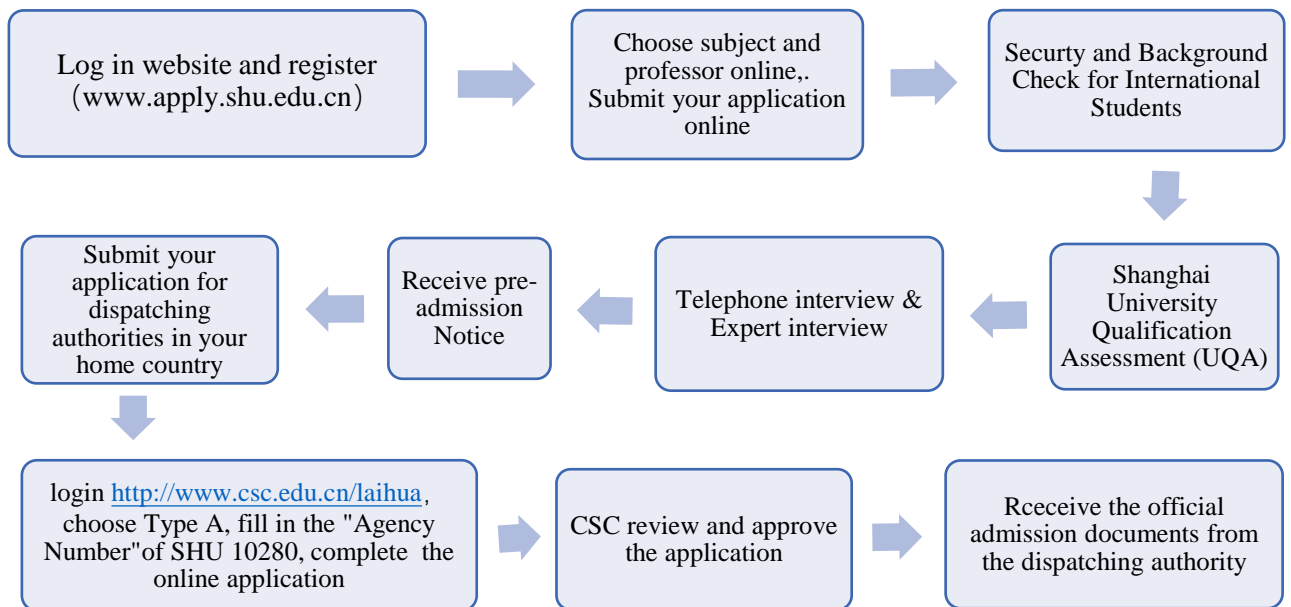 Log in website and register
（www.apply.shu.edu.cn）
Choose subject and
professor online,.
Submit your application
online
Securty and Background
Check for International
Students
Shanghai
University
Qualification
Assessment (UQA)
Telephone interview &
Expert interview
Receive pre-
admission
Notice
Submit your
application for
dispatching
authorities in your
home country
login http://www.csc.edu.cn/laihua，
choose Type A, fill in the "Agency
Number"of SHU 10280, complete the
online application
CSC review and approve
the application
Rceceive the official
admission documents from
the dispatching authority